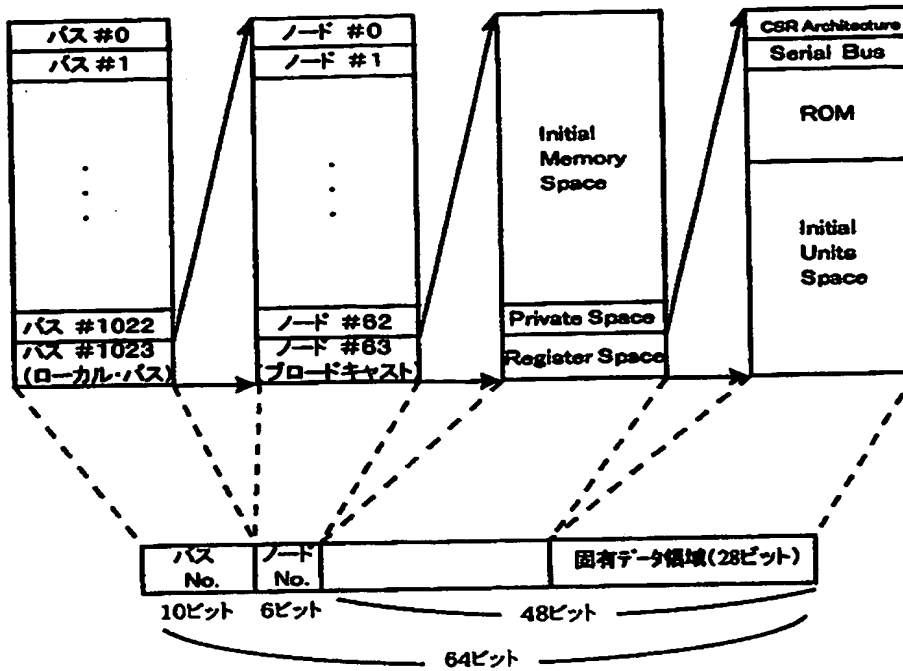 バス #0
バス #1
バス #1022
バス #1023
(ローカル・バス)
ノード #0
ノード #1
ノード #62
ノード #63
(ブロードキャスト)
Initial
Memory
Space
Private Space
Register Space
CSR Architecture
Serial Bus
ROM
Initial
Units
Space
バス
No.
ノード
No.
固有データ領域(28ビット)
10ビット
6ビット
48ビット
64ビット